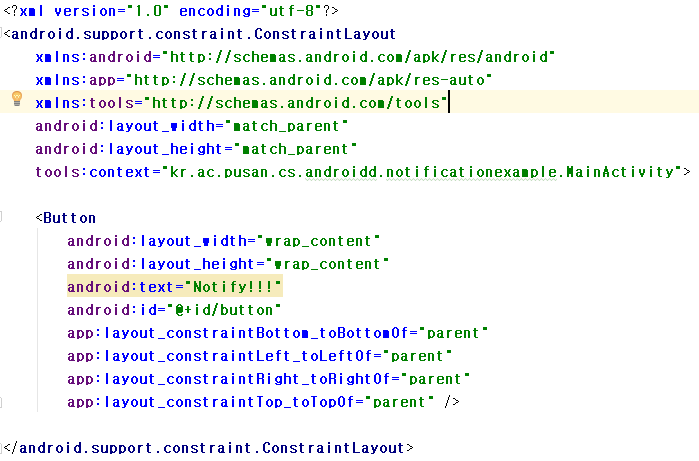 <?xml version="1.0" encoding="utf-8"?>
<android.support.constraint.ConstraintLayout
xmlns:android="http://schemas.android.com/apk/res/android"
xmlns:app="http://schemas.android.com/apk/res-auto"
xmlns:tools="http://schemas.android.com/tools"
android:layout_width="match_parent"
android:layout_height="match_parent"
tools:context="kr.ac.pusan.cs.androidd.notificationexample.MainActivity">
<Button
android:layout_width="wrap_content"
android:layout_height="wrap_content"
android:text="Notify!!!"
android:id="@+id/button"
app:layout_constraintBottom_toBottomOf="parent"
app:layout_constraintLeft_toLeftOf="parent"
app:layout_constraintRight_toRightOf="parent"
app:layout_constraintTop_toTopOf="parent" />
</android.support.constraint.ConstraintLayout>